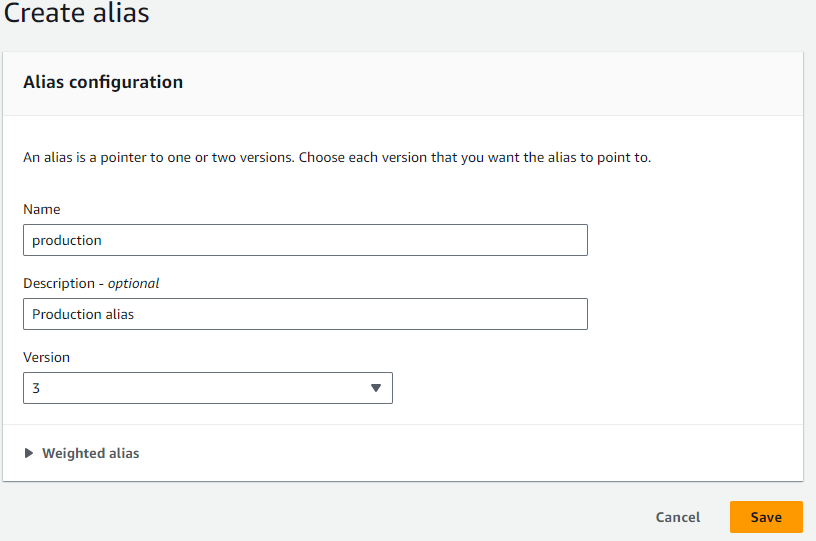 Create alias
Alias configuration
An alias is a pointer to one or two versions. Choose each version that you want the alias to point to.
Name
production
Description - optional
Production alias
Version
3
Weighted alias
Cancel
Save